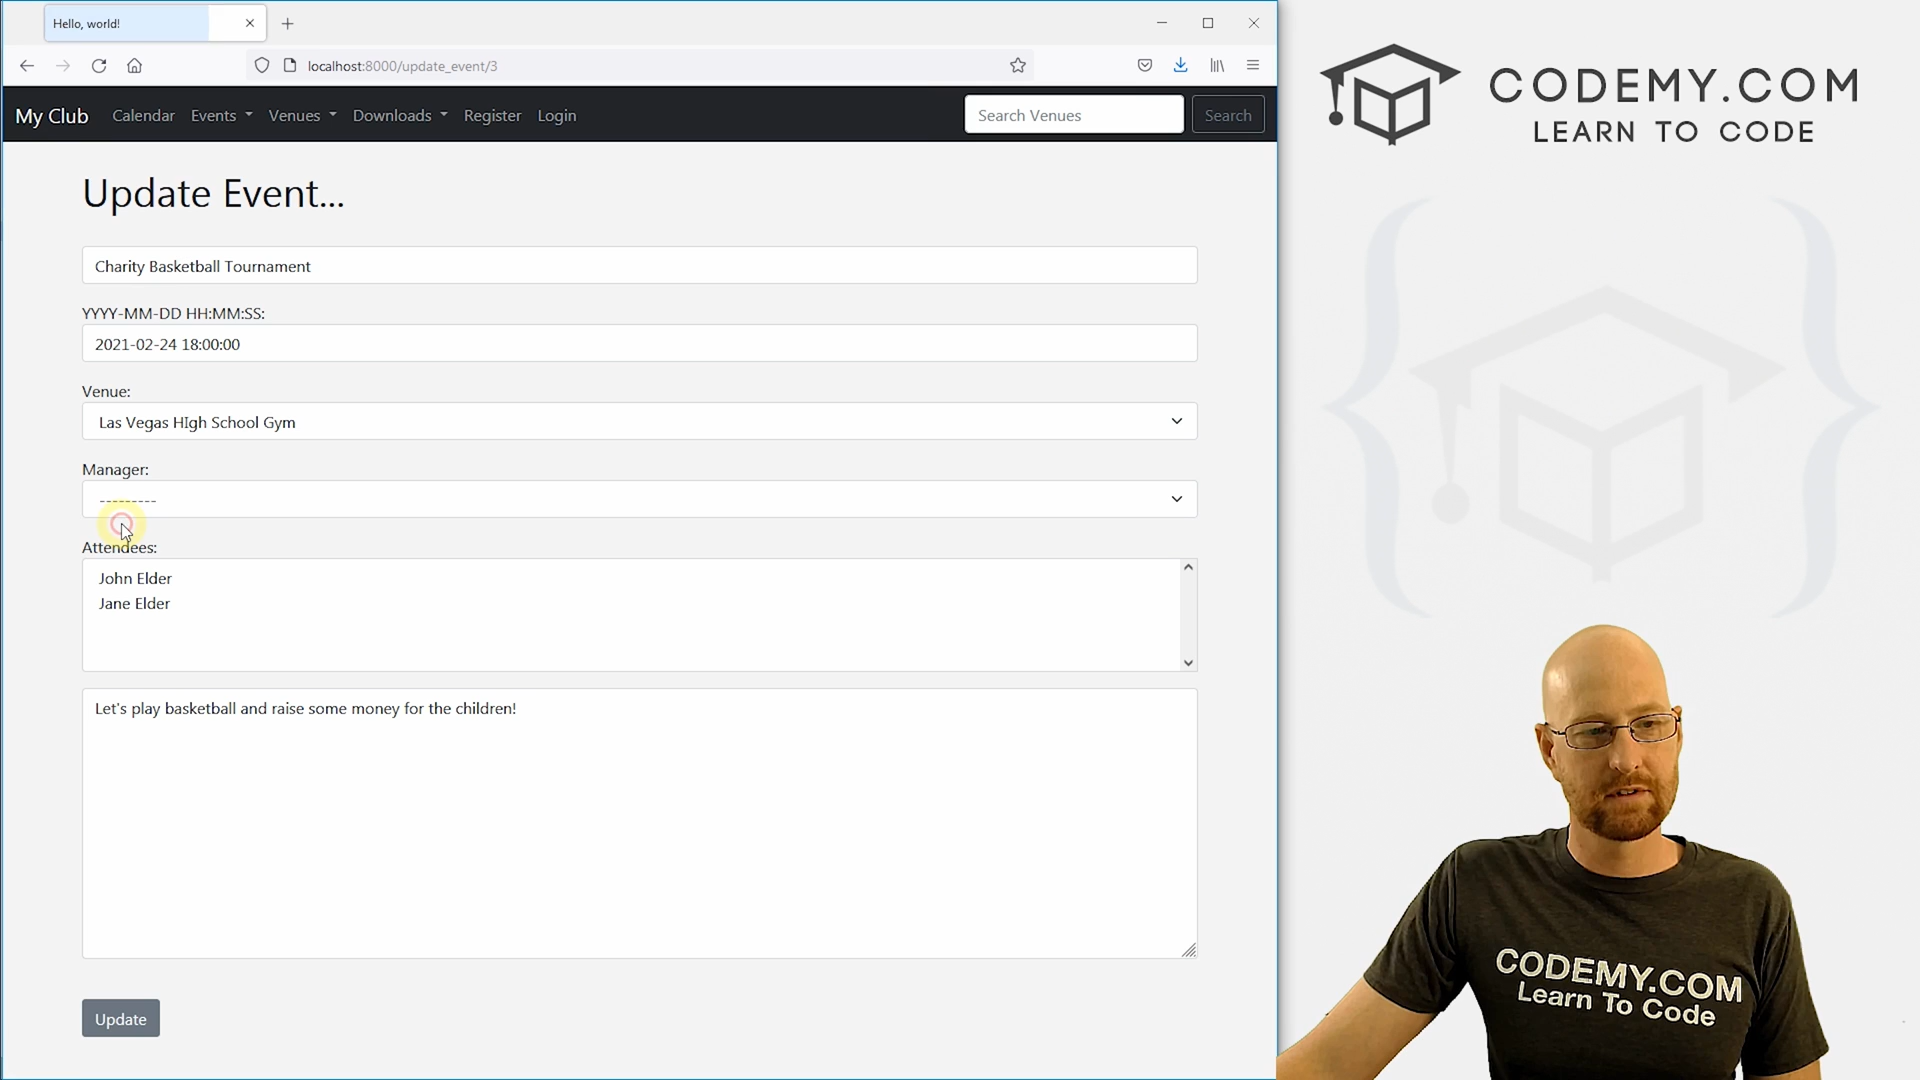 Hello, world!
localhost:8000/update_event/3
My Club Calendar Events Venues Downloads Register Login Search Venues Search
Update Event...
Charity Basketball Tournament
YYYY-MM-DD HH:MM:SS:
2021-02-24 18:00:00
Venue:
Las Vegas HIgh School Gym
Manager:
---------
Attendees:
John Elder
Jane Elder
Let's play basketball and raise some money for the children!
Update
CODEMY.COM
LEARN TO CODE
CODEMY.COM
Learn To Code